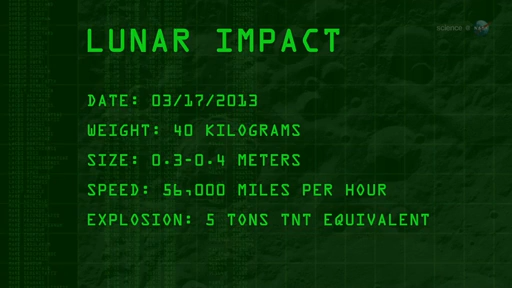 science @
LUNAR IMPACT
DATE: 03/17/2013
WEIGHT: 40 KILOGRAMS
SIZE: 0.3-0.4 METERS
SPEED: 56,000 MILES PER HOUR
EXPLOSION: 5 TONS TNT EQUIVALENT